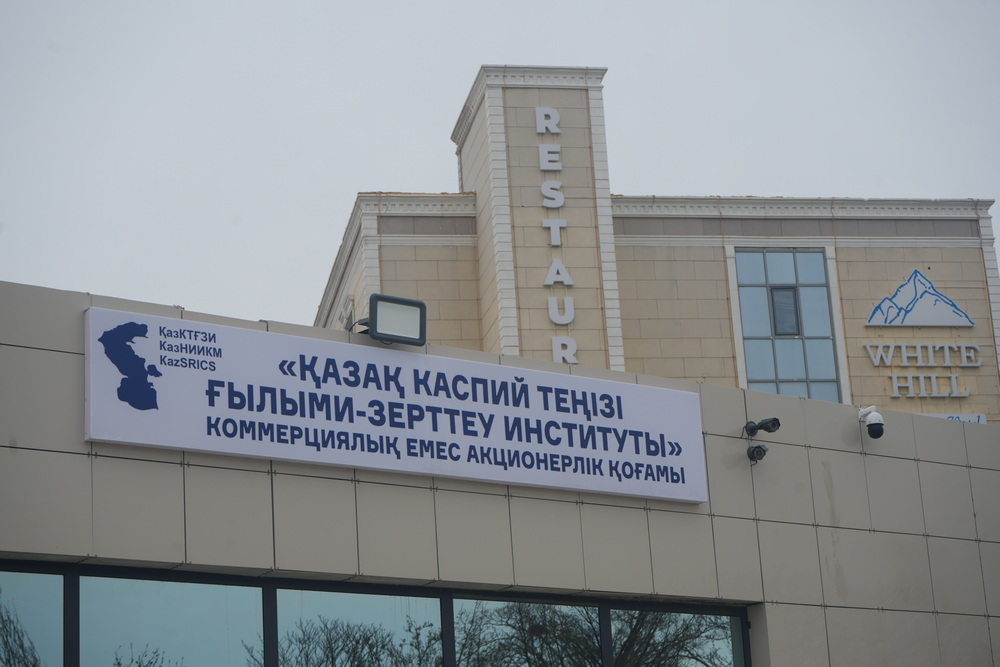 RESTAUR
WHITE
HILL
ҚазКТҒЗИ
КазНИИКМ
KazSRICS
«ҚАЗАҚ КАСПИЙ ТЕҢІЗІ
ҒЫЛЫМИ-ЗЕРТТЕУ ИНСТИТУТЫ»
КОММЕРЦИЯЛЫҚ ЕМЕС АКЦИОНЕРЛІК ҚОҒАМЫ